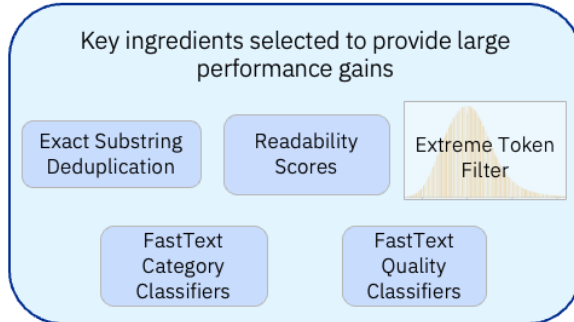 Key ingredients selected to provide large
performance gains
Exact Substring
Deduplication
Readability
Scores
Extreme Token
Filter
FastText
Category
Classifiers
FastText
Quality
Classifiers